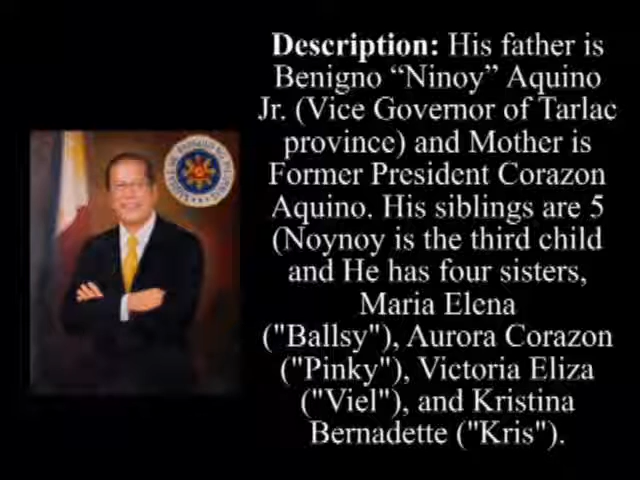 Description: His father is
Benigno “Ninoy” Aquino
Jr. (Vice Governor of Tarlac
province) and Mother is
Former President Corazon
Aquino. His siblings are 5
(Noynoy is the third child
and He has four sisters,
Maria Elena
("Ballsy"), Aurora Corazon
("Pinky"), Victoria Eliza
("Viel"), and Kristina
Bernadette ("Kris").